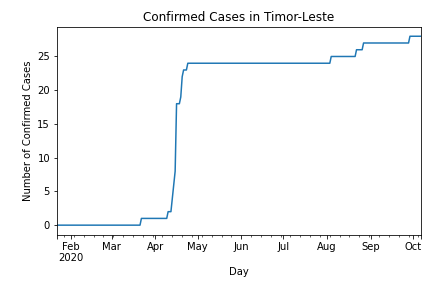 Confirmed Cases in Timor-Leste
Number of Confirmed Cases
25
20
15
10
5
0
Feb Mar Apr May Jun Jul Aug Sep Oct
2020
Day